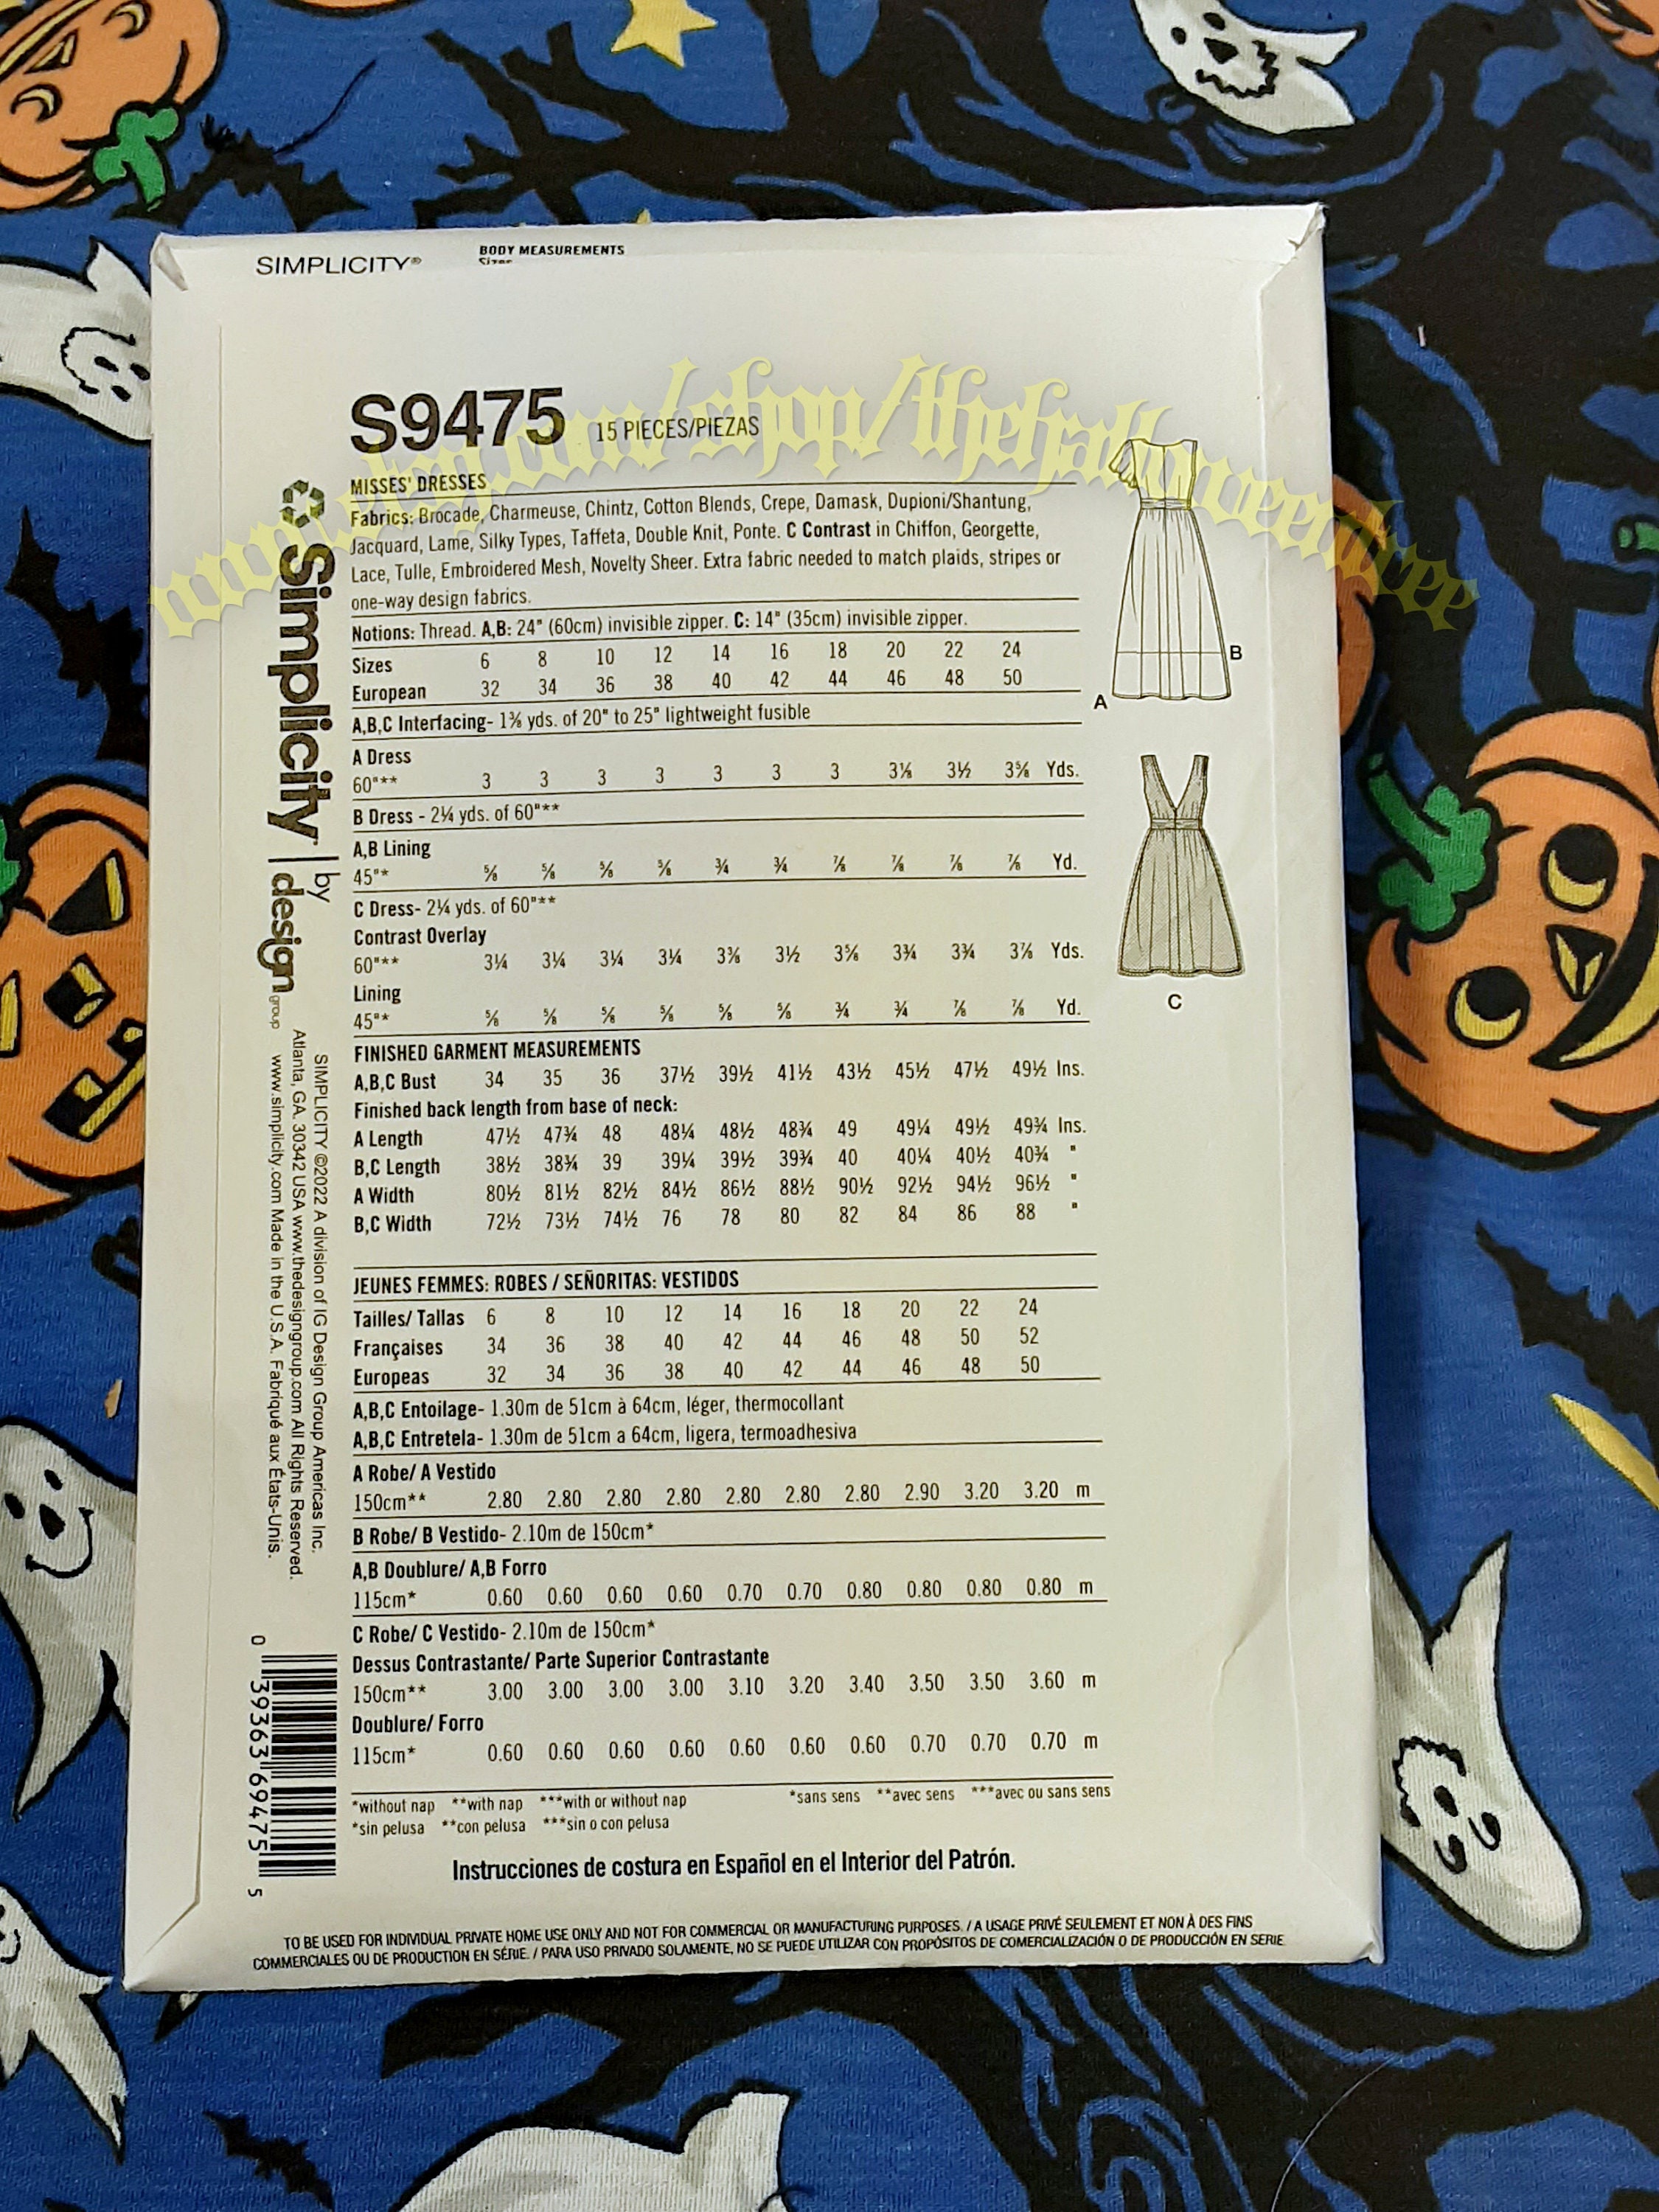 SIMPLICITY®
BODY MEASUREMENTS
S9475 15 PIECES/PIEZAS
www.etsy.com/shop/thehalloweentree
MISSES' DRESSES
Fabrics: Brocade, Charmeuse, Chintz, Cotton Blends, Crepe, Damask, Dupioni/Shantung,
Jacquard, Lame, Silky Types, Taffeta, Double Knit, Ponte. C Contrast in Chiffon, Georgette,
Lace, Tulle, Embroidered Mesh, Novelty Sheer. Extra fabric needed to match plaids, stripes or
one-way design fabrics.
Notions: Thread. A,B: 24" (60cm) invisible zipper. C: 14" (35cm) invisible zipper.
Sizes 6 8 10 12 14 16 18 20 22 24
European 32 34 36 38 40 42 44 46 48 50
A,B,C Interfacing- 1⅜ yds. of 20" to 25" lightweight fusible
A Dress
60"** 3 3 3 3 3 3 3 3⅛ 3½ 3⅝ Yds.
B Dress - 2¼ yds. of 60"**
A,B Lining
45"* ⅝ ⅝ ⅝ ⅝ ¾ ¾ ⅞ ⅞ ⅞ ⅞ Yd.
C Dress- 2¼ yds. of 60"**
Contrast Overlay
60"** 3¼ 3¼ 3¼ 3¼ 3⅜ 3½ 3⅝ 3¾ 3¾ 3⅞ Yds.
Lining
45"* ⅝ ⅝ ⅝ ⅝ ⅝ ⅝ ¾ ¾ ⅞ ⅞ Yd.
FINISHED GARMENT MEASUREMENTS
A,B,C Bust 34 35 36 37½ 39½ 41½ 43½ 45½ 47½ 49½ Ins.
Finished back length from base of neck:
A Length 47½ 47¾ 48 48¼ 48½ 48¾ 49 49¼ 49½ 49¾ Ins.
B,C Length 38½ 38¾ 39 39¼ 39½ 39¾ 40 40¼ 40½ 40¾ "
A Width 80½ 81½ 82½ 84½ 86½ 88½ 90½ 92½ 94½ 96½ "
B,C Width 72½ 73½ 74½ 76 78 80 82 84 86 88 "
JEUNES FEMMES: ROBES / SEÑORITAS: VESTIDOS
Tailles/ Tallas 6 8 10 12 14 16 18 20 22 24
Françaises 34 36 38 40 42 44 46 48 50 52
Europeas 32 34 36 38 40 42 44 46 48 50
A,B,C Entoilage- 1.30m de 51cm à 64cm, léger, thermocollant
A,B,C Entretela- 1.30m de 51cm a 64cm, ligera, termoadhesiva
A Robe/ A Vestido
150cm** 2.80 2.80 2.80 2.80 2.80 2.80 2.80 2.90 3.20 3.20 m
B Robe/ B Vestido- 2.10m de 150cm*
A,B Doublure/ A,B Forro
115cm* 0.60 0.60 0.60 0.60 0.70 0.70 0.80 0.80 0.80 0.80 m
C Robe/ C Vestido- 2.10m de 150cm*
Dessus Contrastante/ Parte Superior Contrastante
150cm** 3.00 3.00 3.00 3.00 3.10 3.20 3.40 3.50 3.50 3.60 m
Doublure/ Forro
115cm* 0.60 0.60 0.60 0.60 0.60 0.60 0.60 0.70 0.70 0.70 m
*without nap **with nap ***with or without nap *sans sens **avec sens ***avec ou sans sens
*sin pelusa **con pelusa ***sin o con pelusa
Instrucciones de costura en Español en el Interior del Patrón.
TO BE USED FOR INDIVIDUAL PRIVATE HOME USE ONLY AND NOT FOR COMMERCIAL OR MANUFACTURING PURPOSES. / A USAGE PRIVÉ SEULEMENT ET NON À DES FINS
COMMERCIALES OU DE PRODUCTION EN SÉRIE. / PARA USO PRIVADO SOLAMENTE, NO SE PUEDE UTILIZAR CON PROPÓSITOS DE COMERCIALIZACIÓN O DE PRODUCCIÓN EN SERIE
B
A
C
Simplicity by design group
SIMPLICITY ©2022 A division of IG Design Group Americas Inc.
Atlanta, GA. 30342 USA www.thedesigngroup.com All Rights Reserved.
www.simplicity.com Made in the U.S.A. Fabriqué aux États-Unis.
0 39363 69475 5